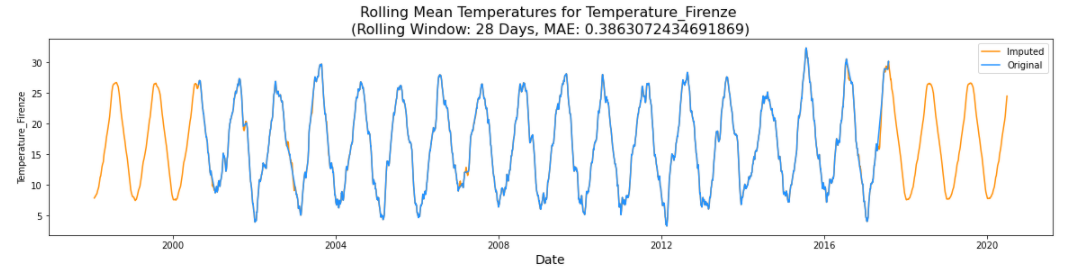 Rolling Mean Temperatures for Temperature_Firenze
(Rolling Window: 28 Days, MAE: 0.3863072434691869)
Imputed
Original
Temperature_Firenze
30
25
20
15
10
5
2000
2004
2008
2012
2016
2020
Date